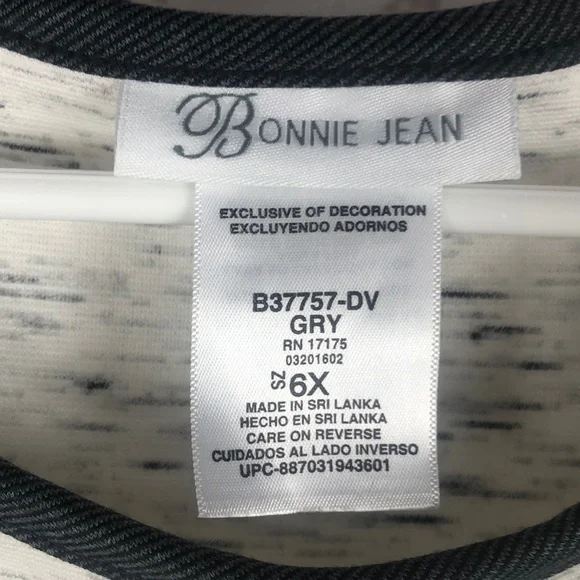 BONNIE JEAN
EXCLUSIVE OF DECORATION
EXCLUYENDO ADORNOS
B37757-DV
GRY
RN 17175
03201602
ZS 6X
MADE IN SRI LANKA
HECHO EN SRI LANKA
CARE ON REVERSE
CUIDADOS AL LADO INVERSO
UPC-887031943601